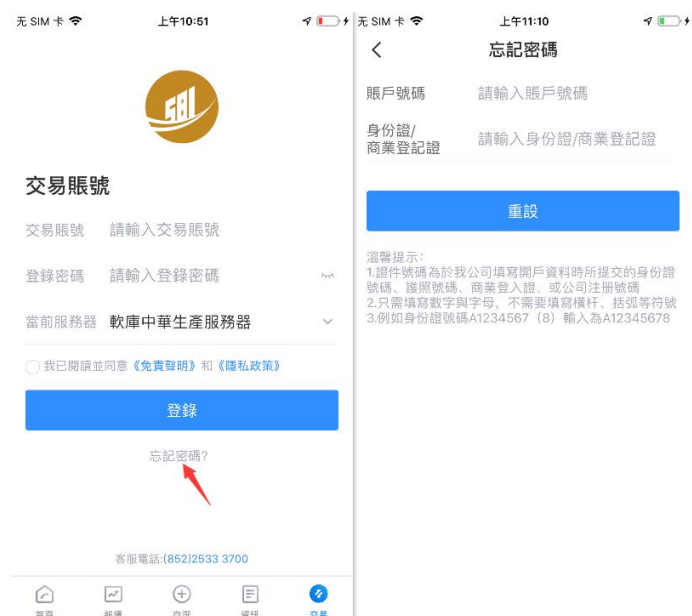 无 SIM 卡
上午10:51
SBI
交易賬號
交易賬號 請輸入交易賬號
登錄密碼 請輸入登錄密碼
當前服務器 軟庫中華生產服務器
我已閱讀並同意《免責聲明》和《隱私政策》
登錄
忘記密碼?
客服電話:(852)2533 3700
首頁 報價 自選 資訊 交易
无 SIM 卡
上午11:10
忘記密碼
賬戶號碼 請輸入賬戶號碼
身份證/
商業登記證 請輸入身份證/商業登記證
重設
溫馨提示：
1.證件號碼為於我公司填寫開戶資料時所提交的身份證
號碼、護照號碼、商業登入證、或公司注册號碼
2.只需填寫數字與字母，不需要填寫橫杆、括弧等符號
3.例如身份證號碼A1234567（8）輸入為A12345678